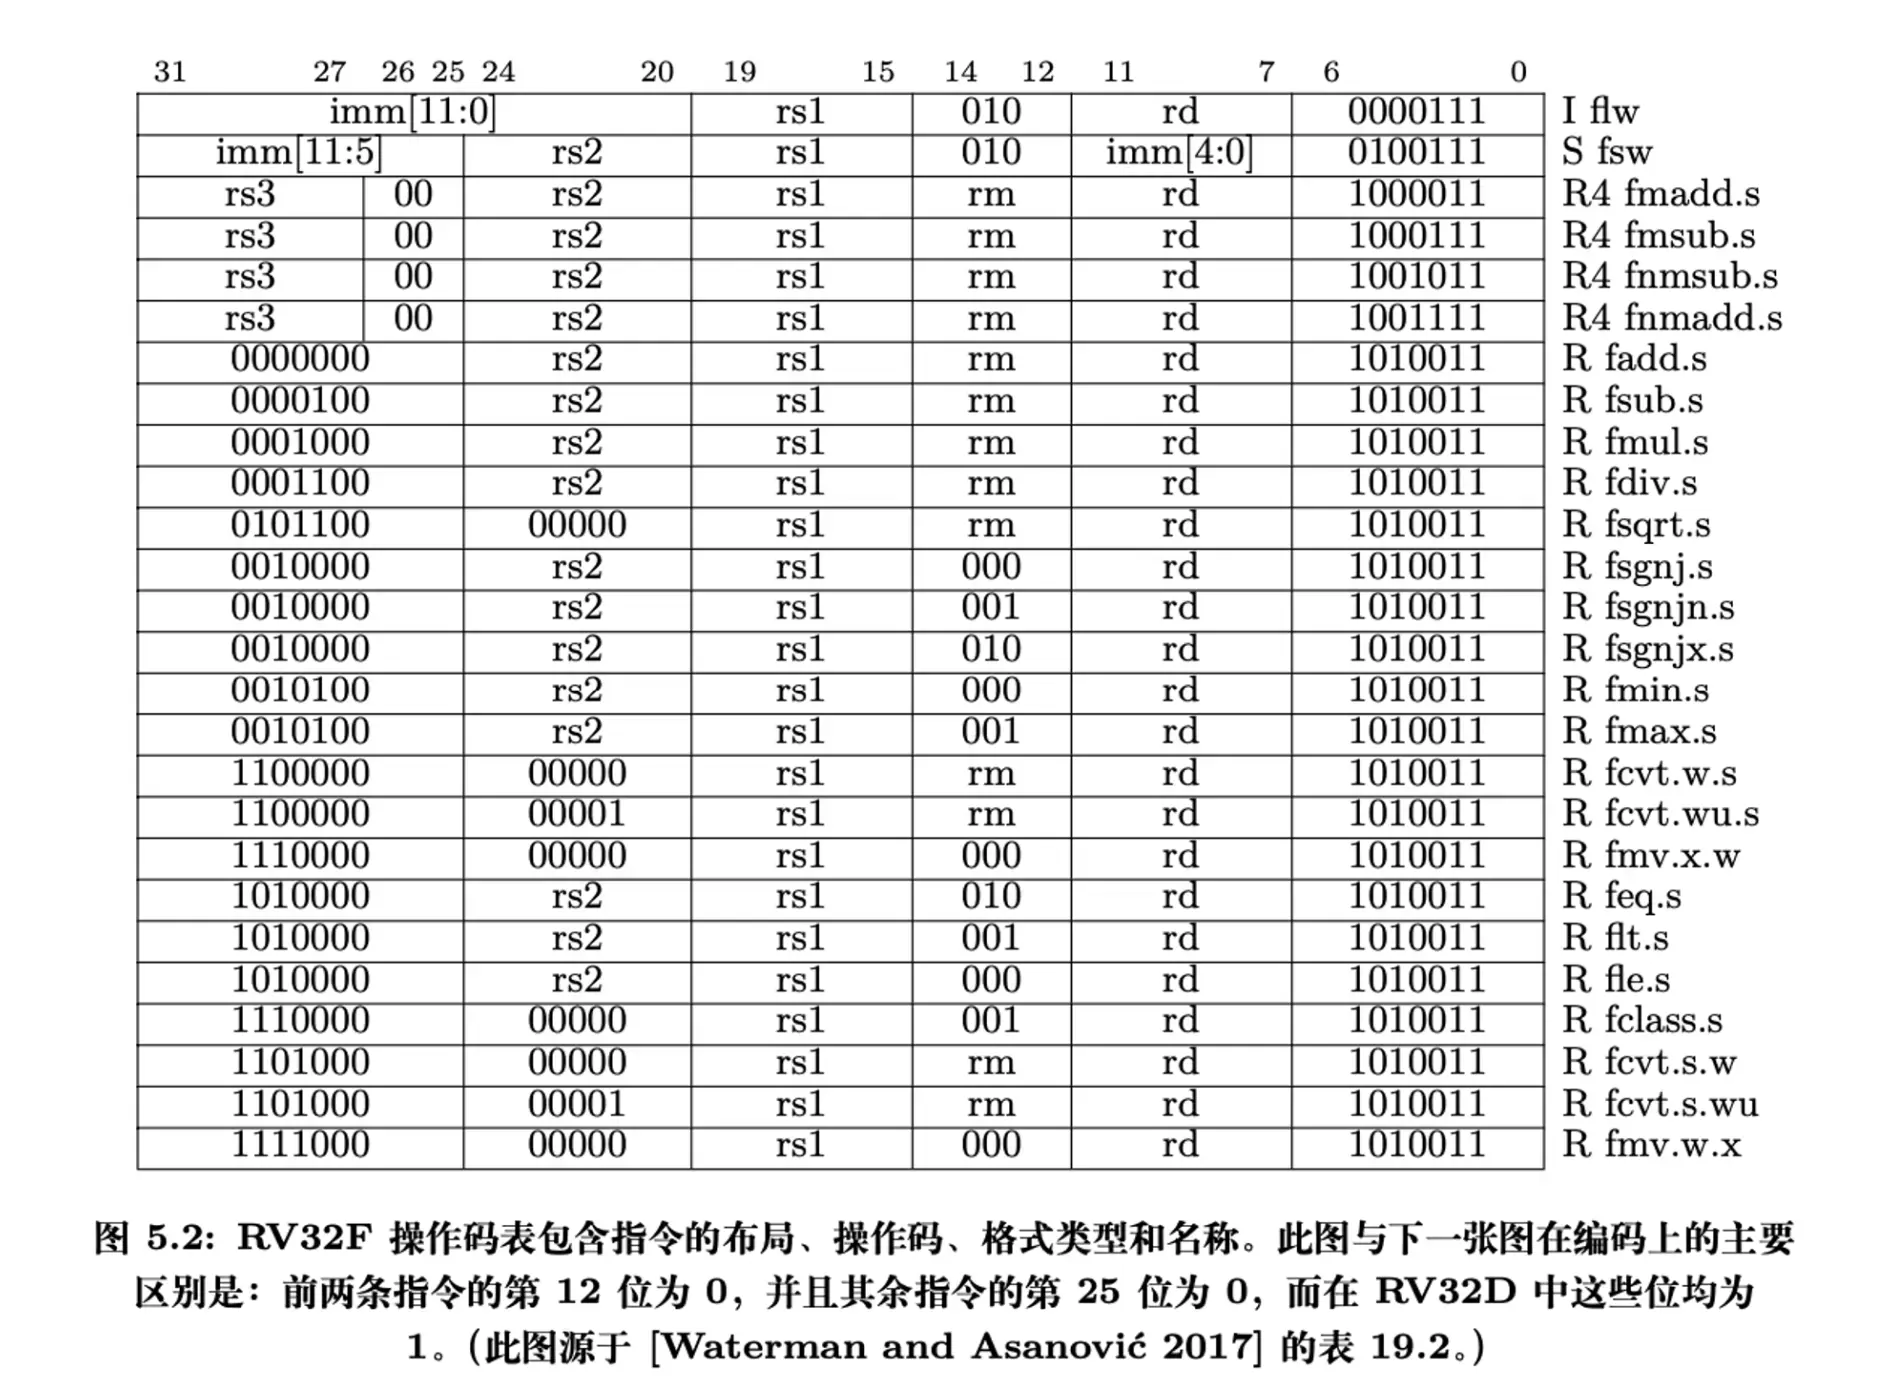 31 27 26 25 24 20 19 15 14 12 11 7 6 0
imm[11:0] rs1 010 rd 0000111 I flw
imm[11:5] rs2 rs1 010 imm[4:0] 0100111 S fsw
rs3 00 rs2 rs1 rm rd 1000011 R4 fmadd.s
rs3 00 rs2 rs1 rm rd 1000111 R4 fmsub.s
rs3 00 rs2 rs1 rm rd 1001011 R4 fnmsub.s
rs3 00 rs2 rs1 rm rd 1001111 R4 fnmadd.s
0000000 rs2 rs1 rm rd 1010011 R fadd.s
0000100 rs2 rs1 rm rd 1010011 R fsub.s
0001000 rs2 rs1 rm rd 1010011 R fmul.s
0001100 rs2 rs1 rm rd 1010011 R fdiv.s
0101100 00000 rs1 rm rd 1010011 R fsqrt.s
0010000 rs2 rs1 000 rd 1010011 R fsgnj.s
0010000 rs2 rs1 001 rd 1010011 R fsgnjn.s
0010000 rs2 rs1 010 rd 1010011 R fsgnjx.s
0010100 rs2 rs1 000 rd 1010011 R fmin.s
0010100 rs2 rs1 001 rd 1010011 R fmax.s
1100000 00000 rs1 rm rd 1010011 R fcvt.w.s
1100000 00001 rs1 rm rd 1010011 R fcvt.wu.s
1110000 00000 rs1 000 rd 1010011 R fmv.x.w
1010000 rs2 rs1 010 rd 1010011 R feq.s
1010000 rs2 rs1 001 rd 1010011 R flt.s
1010000 rs2 rs1 000 rd 1010011 R fle.s
1110000 00000 rs1 001 rd 1010011 R fclass.s
1101000 00000 rs1 rm rd 1010011 R fcvt.s.w
1101000 00001 rs1 rm rd 1010011 R fcvt.s.wu
1111000 00000 rs1 000 rd 1010011 R fmv.w.x
图 5.2: RV32F 操作码表包含指令的布局、操作码、格式类型和名称。此图与下一张图在编码上的主要
区别是：前两条指令的第 12 位为 0，并且其余指令的第 25 位为 0，而在 RV32D 中这些位均为
1。（此图源于 [Waterman and Asanović 2017] 的表 19.2。）